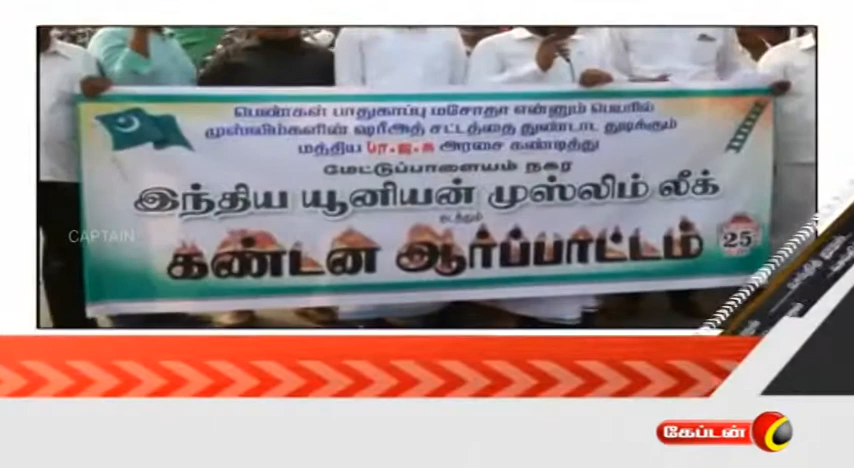 பெண்கள் பாதுகாப்பு மசோதா என்னும் பெயரில்
முஸ்லிம்களின் ஷரீஅத் சட்டத்தை துண்டாட துடிக்கும்
மத்திய பா.ஜ.க அரசை கண்டித்து
மேட்டுப்பாளையம் நகர
இந்திய யூனியன் முஸ்லிம் லீக்
நடத்தும்
கண்டன ஆர்ப்பாட்டம்
25
CAPTAIN
கேப்டன்